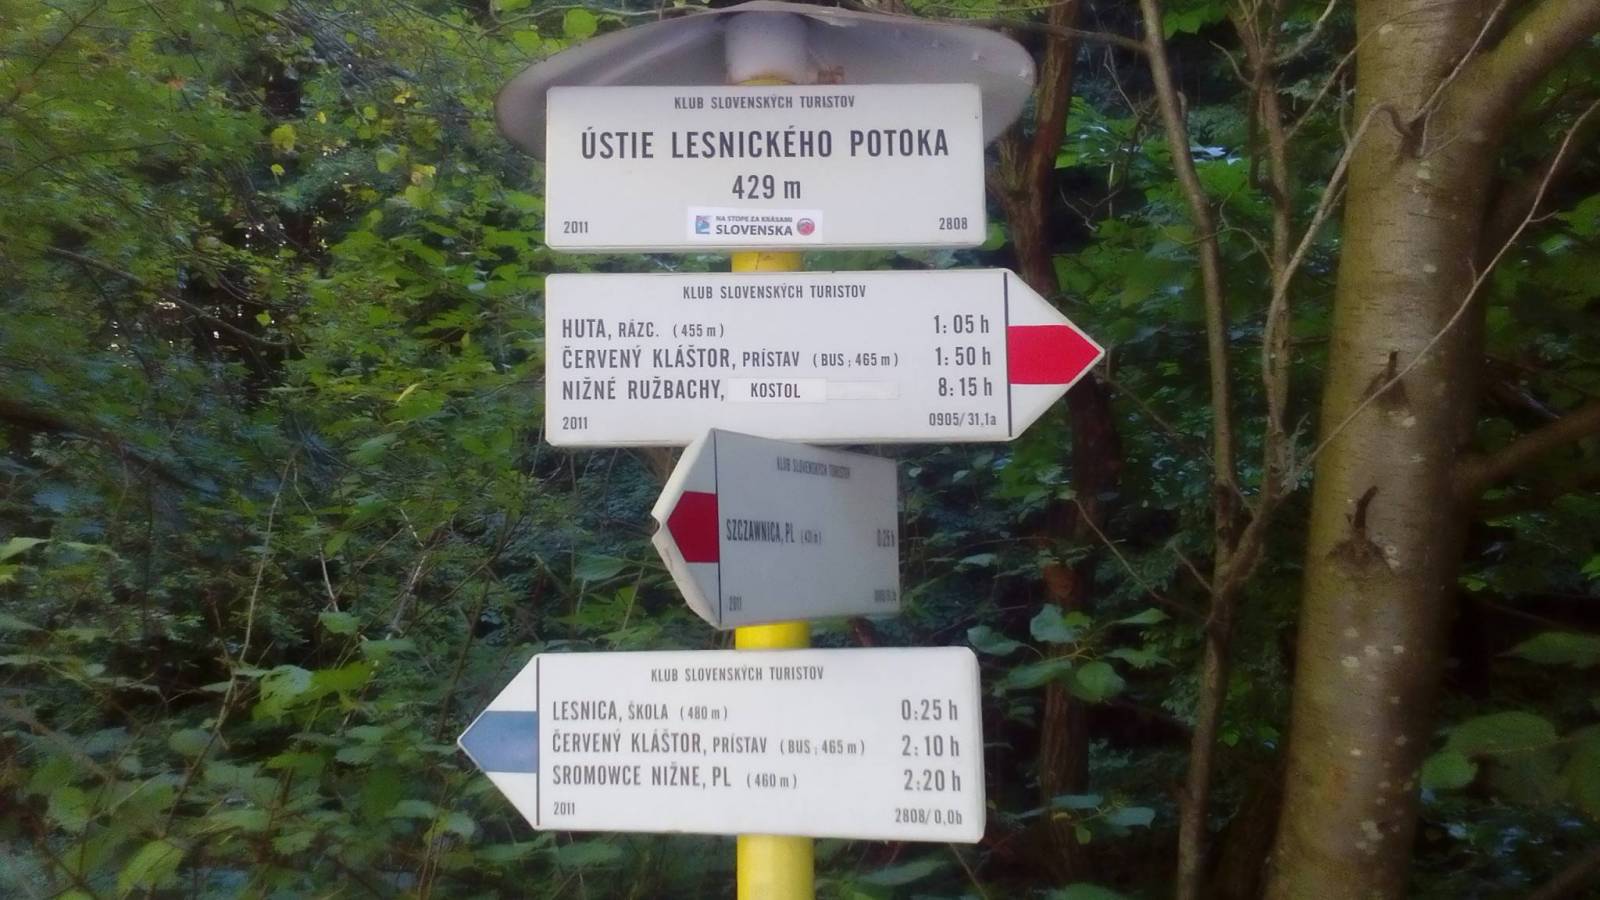 KLUB SLOVENSKÝCH TURISTOV
ÚSTIE LESNICKÉHO POTOKA
429 m
NA STOPE ZA KRÁSAMI
SLOVENSKA
2011 2808
KLUB SLOVENSKÝCH TURISTOV
HUTA, RÁZC. (455 m) 1:05 h
ČERVENÝ KLÁŠTOR, PRÍSTAV (BUS; 465 m) 1:50 h
NIŽNÉ RUŽBACHY, KOSTOL 8:15 h
2011 0905/31,1a
KLUB SLOVENSKÝCH TURISTOV
SZCZAWNICA, PL 0:25 h
2011
KLUB SLOVENSKÝCH TURISTOV
LESNICA, ŠKOLA (480 m) 0:25 h
ČERVENÝ KLÁŠTOR, PRÍSTAV (BUS; 465 m) 2:10 h
SROMOWCE NIŽNE, PL (460 m) 2:20 h
2011 2808/0,0b